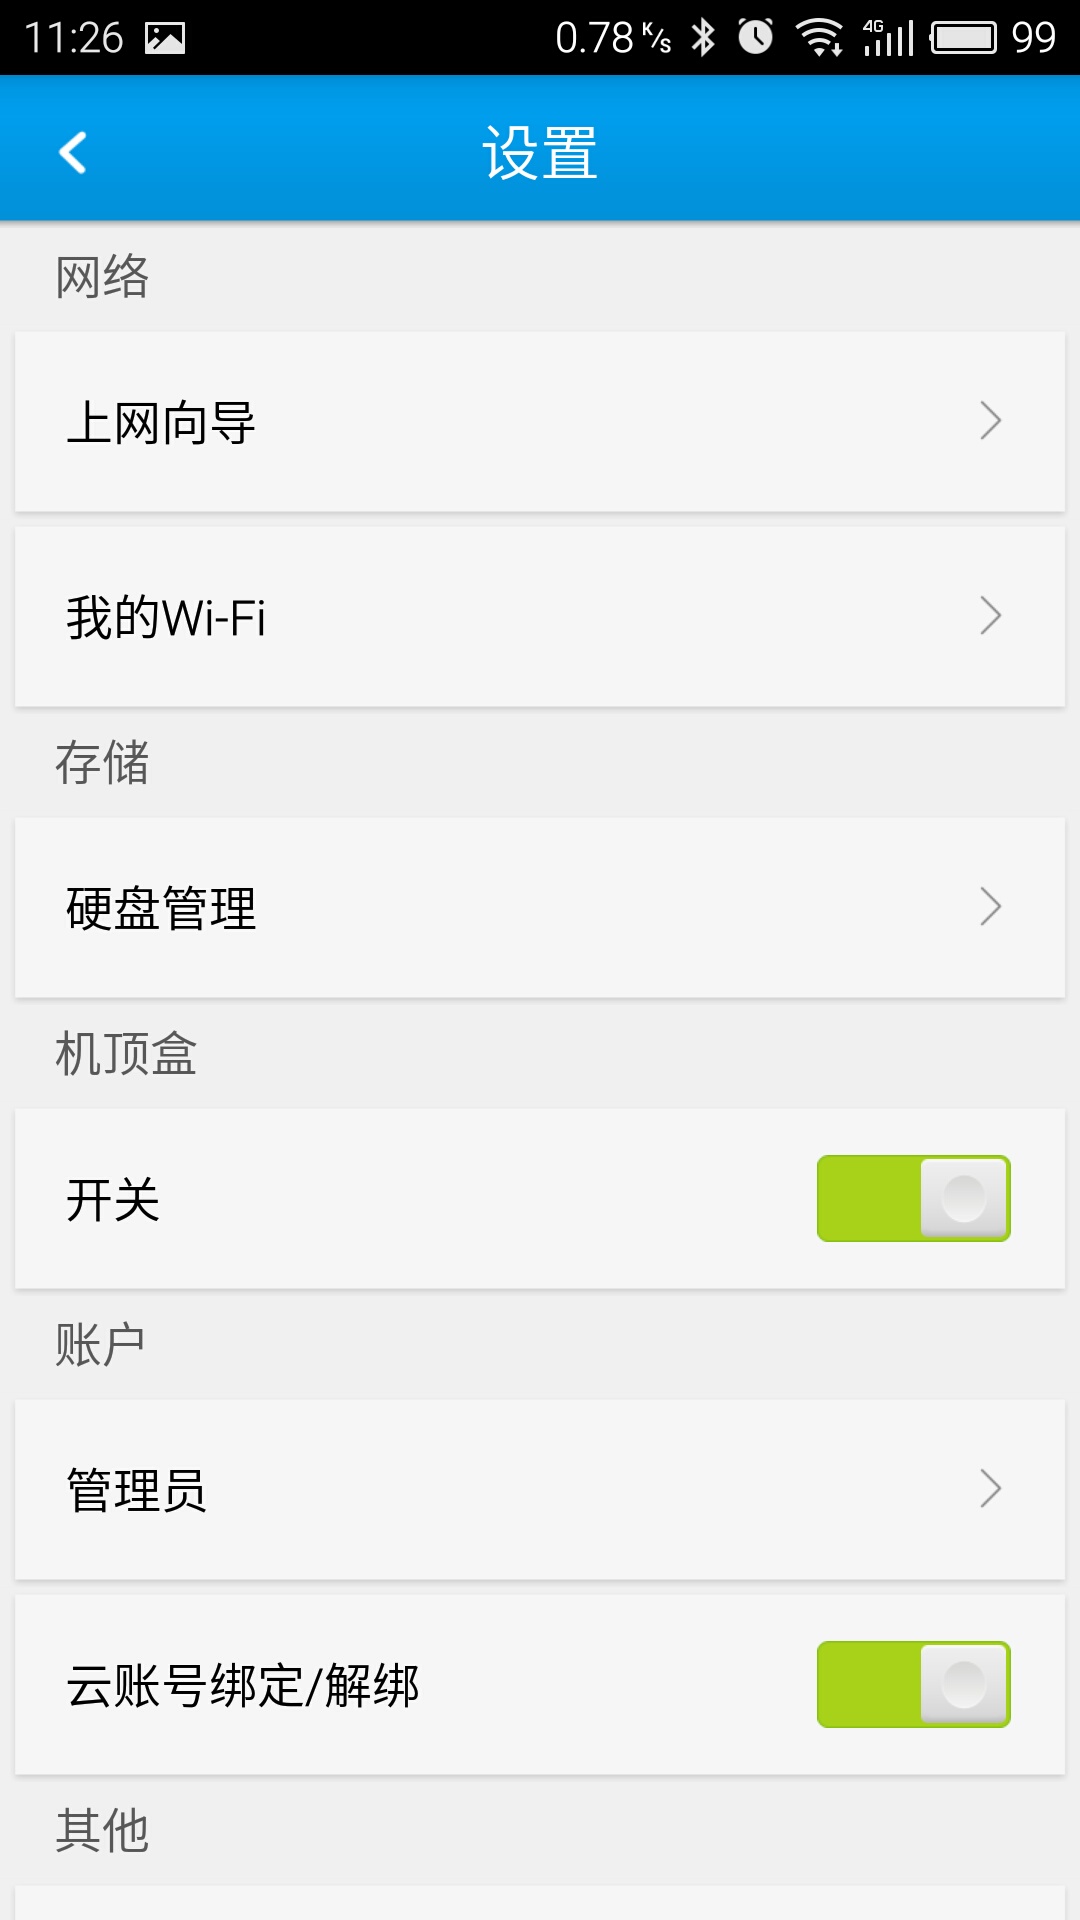 11:26 0.78 K/s 4G 99
设置
网络
上网向导
我的Wi-Fi
存储
硬盘管理
机顶盒
开关
账户
管理员
云账号绑定/解绑
其他